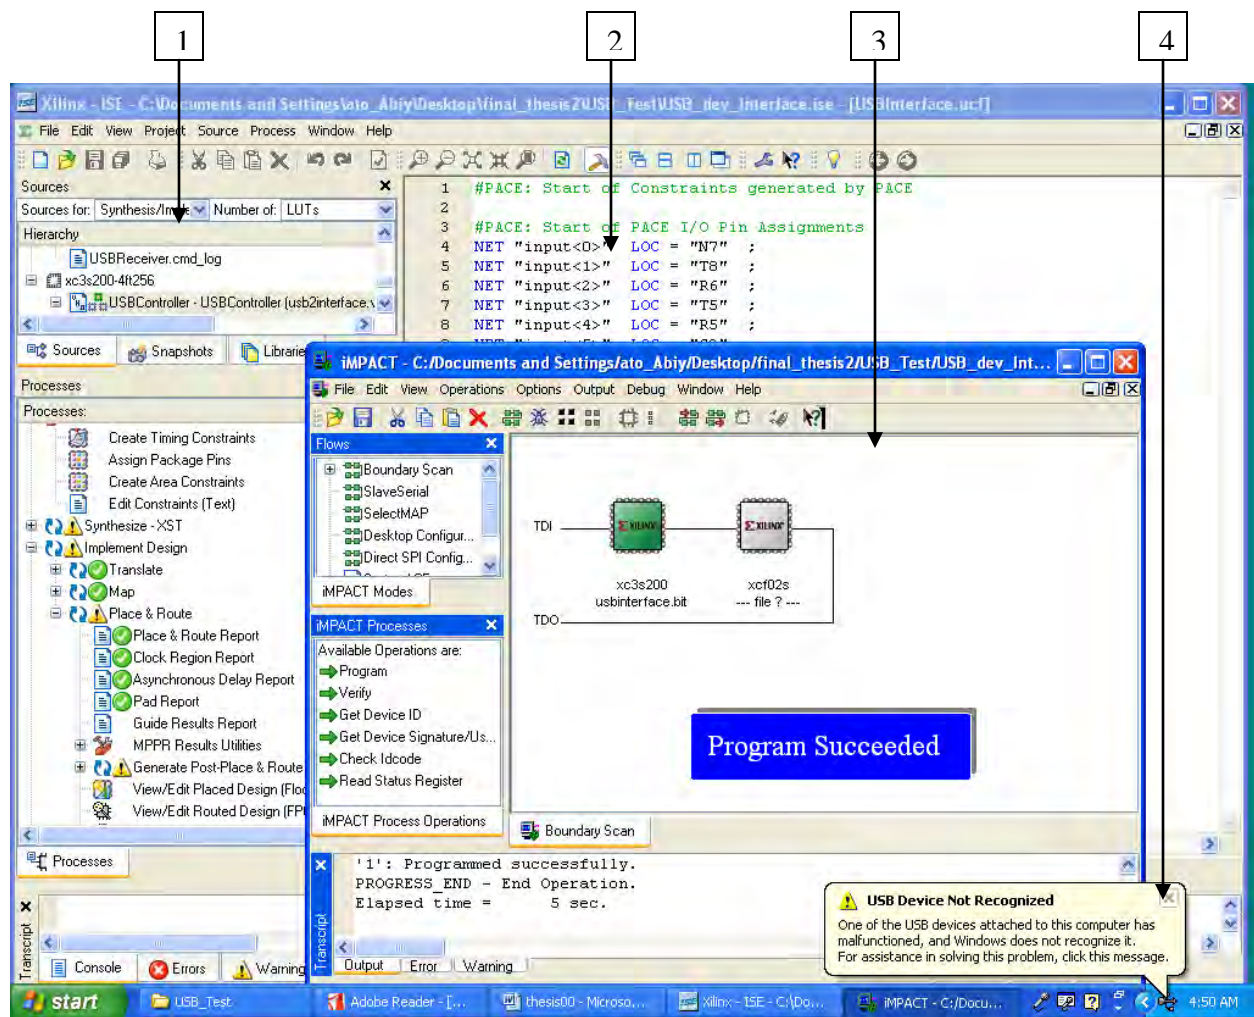 1
2
3
4
Xilinx - ISE - C:\Documents and Settings\ato_Abiy\Desktop\final_thesis2\USB_Test\USB_dev_Interface.ise - [USBInterface.ucf]
File Edit View Project Source Process Window Help
Sources
Sources for: Synthesis/Imple Number of: LUTs
Hierarchy
USBReceiver.cmd_log
xc3s200-4ft256
USBController - USBController (usb2interface.v
Sources Snapshots Librarie
1 #PACE: Start of Constraints generated by PACE
2
3 #PACE: Start of PACE I/O Pin Assignments
4 NET "input<0>" LOC = "N7" ;
5 NET "input<1>" LOC = "T8" ;
6 NET "input<2>" LOC = "R6" ;
7 NET "input<3>" LOC = "T5" ;
8 NET "input<4>" LOC = "R5" ;
Processes
Processes:
Create Timing Constraints
Assign Package Pins
Create Area Constraints
Edit Constraints (Text)
Synthesize - XST
Implement Design
Translate
Map
Place & Route
Place & Route Report
Clock Region Report
Asynchronous Delay Report
Pad Report
Guide Results Report
MPPR Results Utilities
Generate Post-Place & Route
View/Edit Placed Design (Floo
View/Edit Routed Design (FP
Processes
iMPACT - C:/Documents and Settings/ato_Abiy/Desktop/final_thesis2/USB_Test/USB_dev_Int...
File Edit View Operations Options Output Debug Window Help
Flows
Boundary Scan
SlaveSerial
SelectMAP
Desktop Configur...
Direct SPI Config...
iMPACT Modes
iMPACT Processes
Available Operations are:
Program
Verify
Get Device ID
Get Device Signature/Us...
Check Idcode
Read Status Register
iMPACT Process Operations
TDI
XILINX XILINX
xc3s200 xcf02s
usbinterface.bit --- file ? ---
TDO
Program Succeeded
Boundary Scan
Transcript
'1': Programmed successfully.
PROGRESS_END - End Operation.
Elapsed time = 5 sec.
Output Error Warning
Transcript
Console Errors Warning
USB Device Not Recognized
One of the USB devices attached to this computer has
malfunctioned, and Windows does not recognize it.
For assistance in solving this problem, click this message.
start USB_Test Adobe Reader - [... thesis00 - Microso... Xilinx - ISE - C:\Do... iMPACT - C:/Docu... 4:50 AM